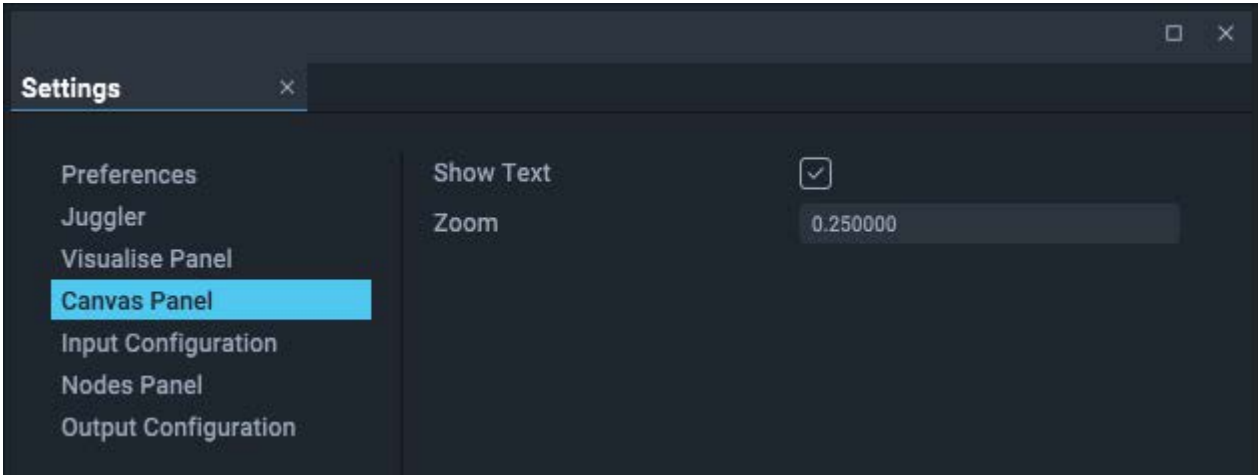 Settings
Preferences
Juggler
Visualise Panel
Canvas Panel
Input Configuration
Nodes Panel
Output Configuration
Show Text
Zoom 0.250000